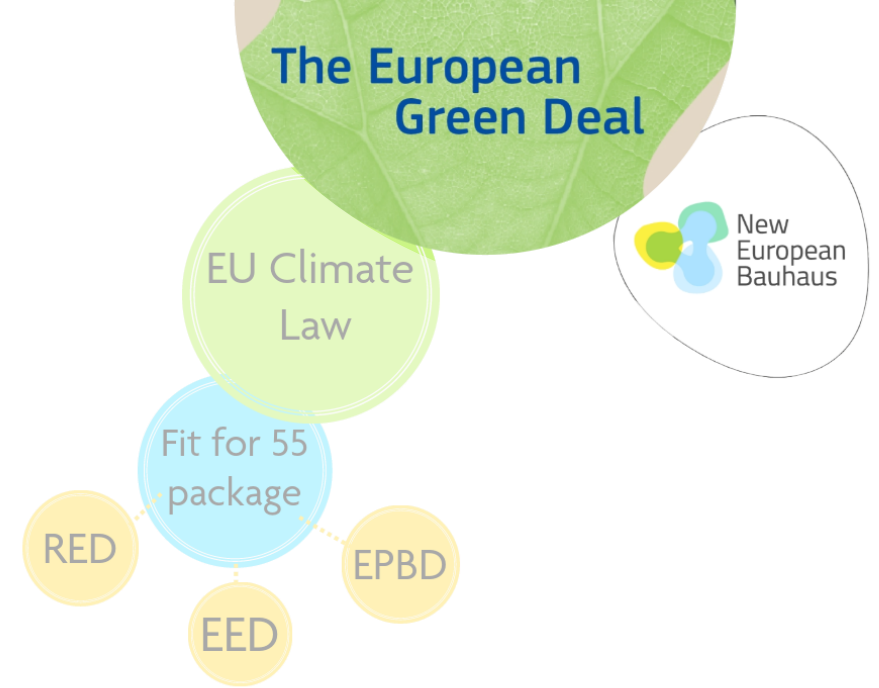 The European
Green Deal
New
European
Bauhaus
EU Climate
Law
Fit for 55
package
RED
EPBD
EED